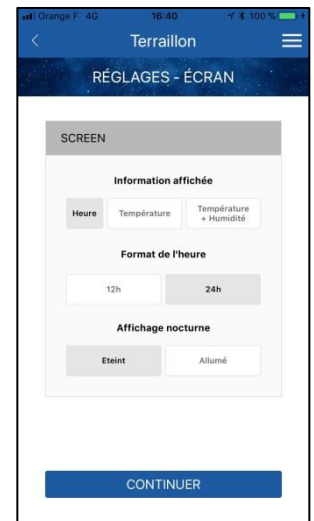 Orange F 4G 16:40 100 %
Terraillon
RÉGLAGES - ÉCRAN
SCREEN
Information affichée
Heure Température Température
+ Humidité
Format de l'heure
12h 24h
Affichage nocturne
Eteint Allumé
CONTINUER